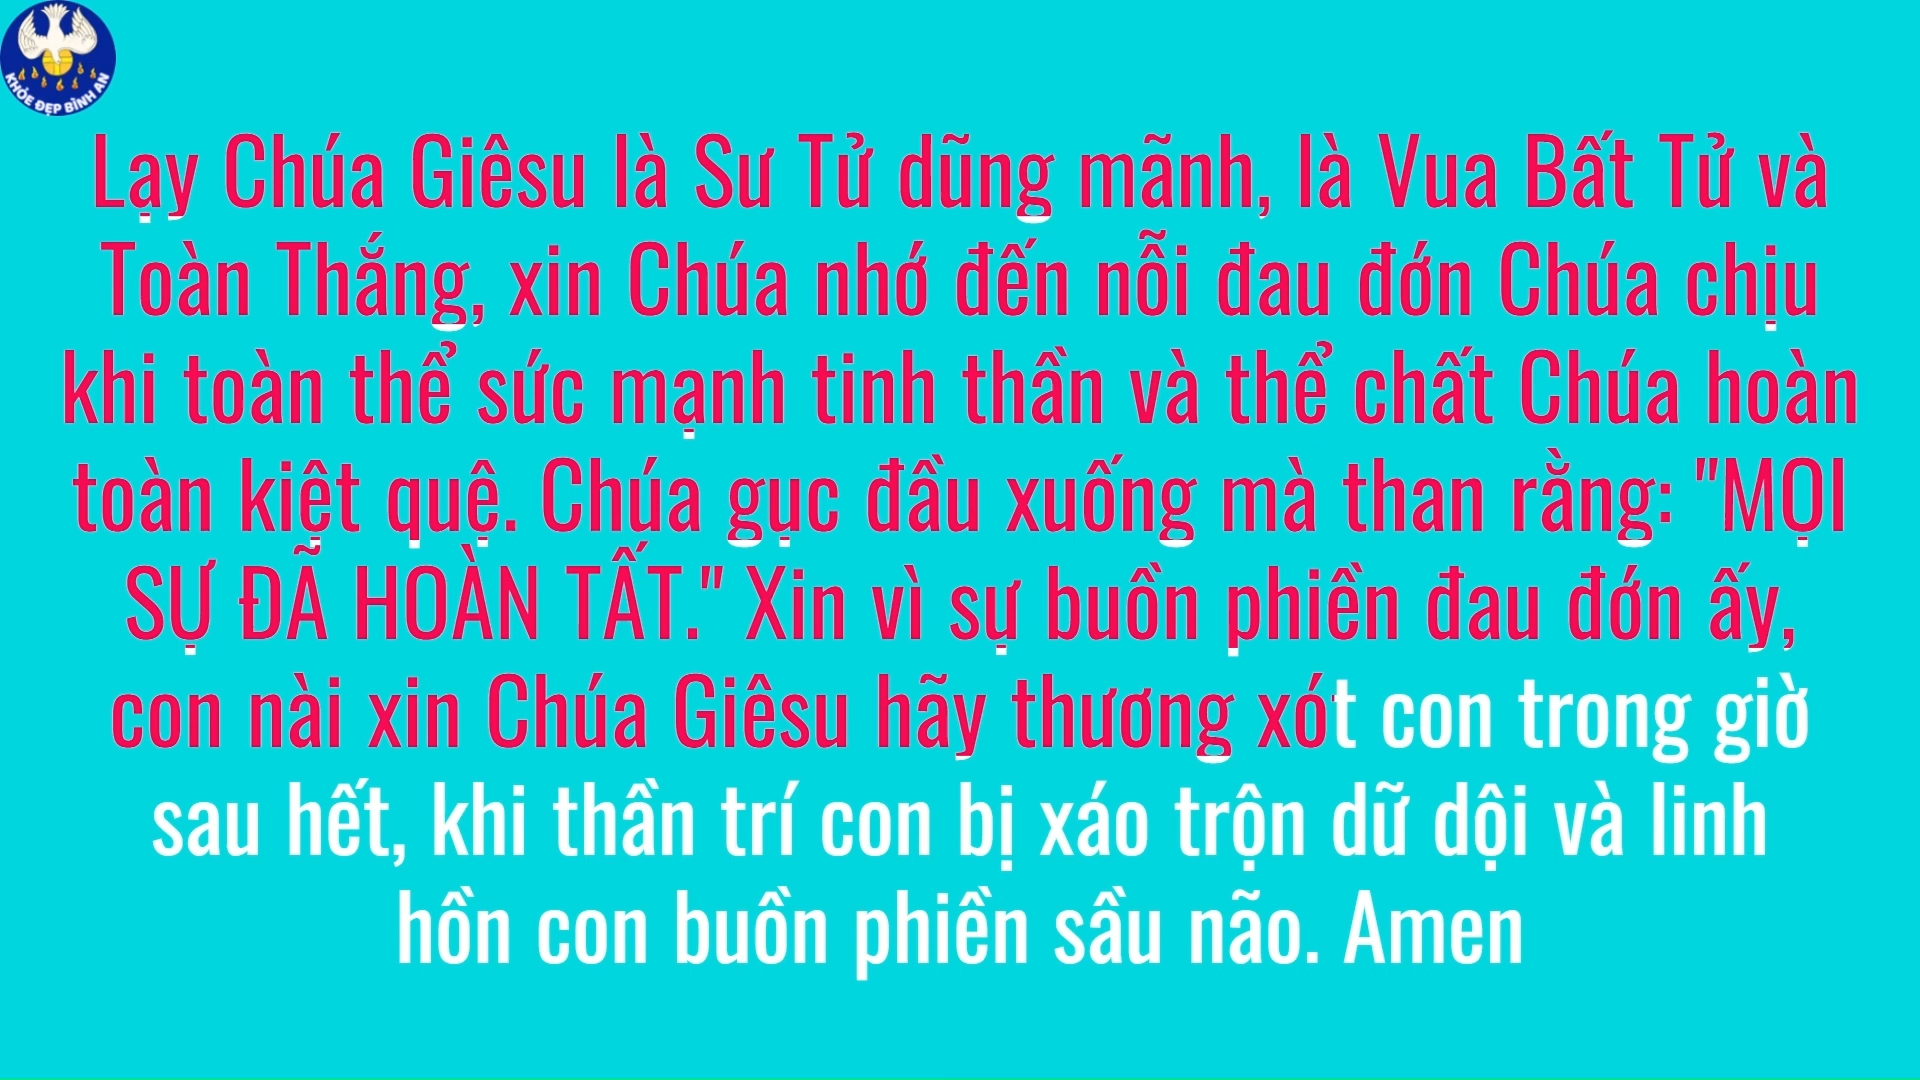 KHỎE ĐẸP BÌNH AN
Lạy Chúa Giêsu là Sư Tử dũng mãnh, là Vua Bất Tử và
Toàn Thắng, xin Chúa nhớ đến nỗi đau đớn Chúa chịu
khi toàn thể sức mạnh tinh thần và thể chất Chúa hoàn
toàn kiệt quệ. Chúa gục đầu xuống mà than rằng: "MỌI
SỰ ĐÃ HOÀN TẤT." Xin vì sự buồn phiền đau đớn ấy,
con nài xin Chúa Giêsu hãy thương xót con trong giờ
sau hết, khi thần trí con bị xáo trộn dữ dội và linh
hồn con buồn phiền sầu não. Amen